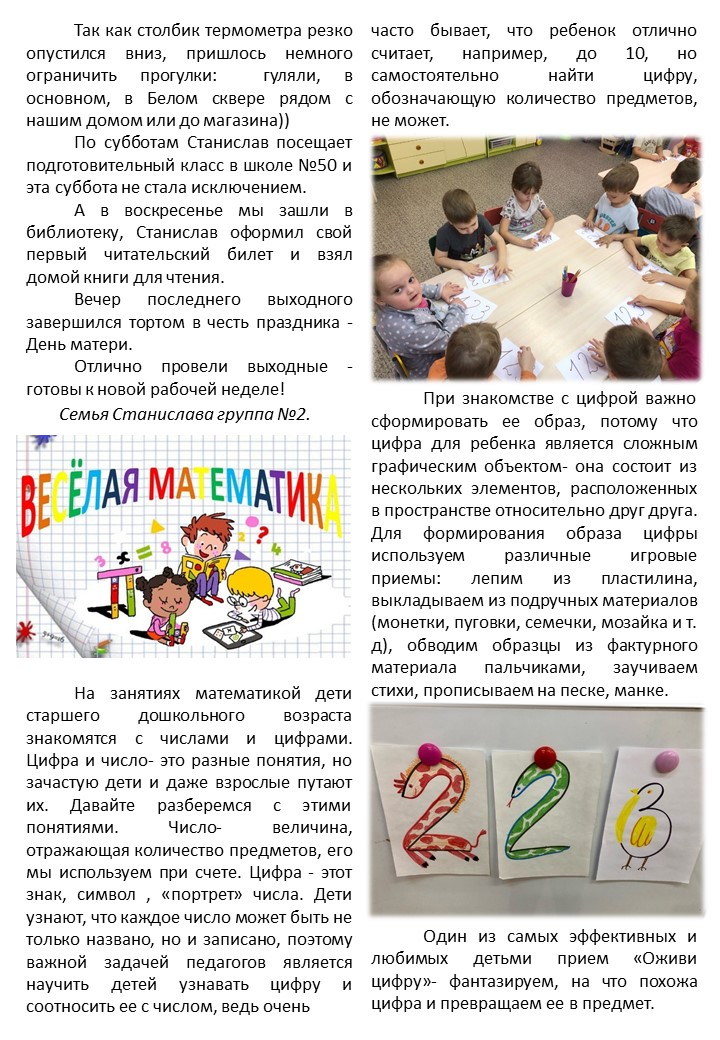 Так как столбик термометра резко
опустился вниз, пришлось немного
ограничить прогулки: гуляли, в
основном, в Белом сквере рядом с
нашим домом или до магазина))
По субботам Станислав посещает
подготовительный класс в школе №50 и
эта суббота не стала исключением.
А в воскресенье мы зашли в
библиотеку, Станислав оформил свой
первый читательский билет и взял
домой книги для чтения.
Вечер последнего выходного
завершился тортом в честь праздника -
День матери.
Отлично провели выходные -
готовы к новой рабочей неделе!
Семья Станислава группа №2.
ВЕСЁЛАЯ МАТЕМАТИКА
На занятиях математикой дети
старшего дошкольного возраста
знакомятся с числами и цифрами.
Цифра и число- это разные понятия, но
зачастую дети и даже взрослые путают
их. Давайте разберемся с этими
понятиями. Число- величина,
отражающая количество предметов, его
мы используем при счете. Цифра - этот
знак, символ , «портрет» числа. Дети
узнают, что каждое число может быть не
только названо, но и записано, поэтому
важной задачей педагогов является
научить детей узнавать цифру и
соотносить ее с числом, ведь очень
часто бывает, что ребенок отлично
считает, например, до 10, но
самостоятельно найти цифру,
обозначающую количество предметов,
не может.
При знакомстве с цифрой важно
сформировать ее образ, потому что
цифра для ребенка является сложным
графическим объектом- она состоит из
нескольких элементов, расположенных
в пространстве относительно друг друга.
Для формирования образа цифры
используем различные игровые
приемы: лепим из пластилина,
выкладываем из подручных материалов
(монетки, пуговки, семечки, мозайка и т.
д), обводим образцы из фактурного
материала пальчиками, заучиваем
стихи, прописываем на песке, манке.
2 2 3
Один из самых эффективных и
любимых детьми прием «Оживи
цифру»- фантазируем, на что похожа
цифра и превращаем ее в предмет.